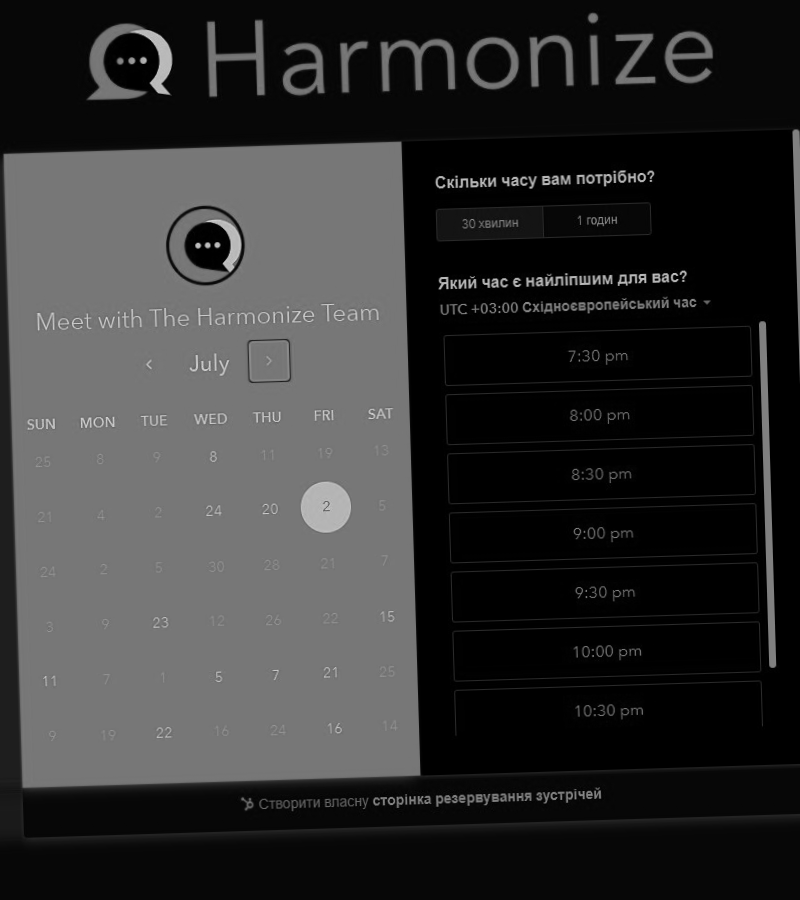 Harmonize
Meet with The Harmonize Team
July
SUN MON TUE WED THU FRI SAT
25 8 9 8 11 19 13
21 4 2 24 20 2 5
24 2 5 30 28 21 7
3 9 23 12 26 22 15
11 7 1 5 7 21 25
9 19 22 16 24 16 14
Скільки часу вам потрібно?
30 хвилин 1 годин
Який час є найліпшим для вас?
UTC +03:00 Східноєвропейський час
7:30 pm
8:00 pm
8:30 pm
9:00 pm
9:30 pm
10:00 pm
10:30 pm
Створити власну сторінка резервування зустрічей